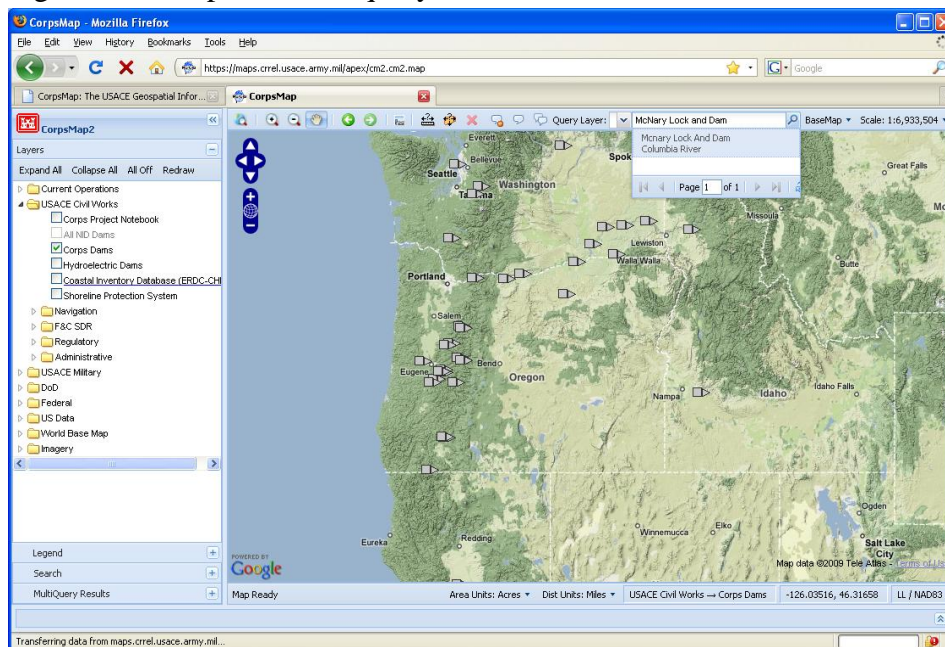 CorpsMap - Mozilla Firefox
File Edit View History Bookmarks Tools Help
https://maps.crrel.usace.army.mil/apex/cm2.cm2.map
Google
CorpsMap: The USACE Geospatial Infor...
CorpsMap
CorpsMap2
Query Layer:
McNary Lock and Dam
BaseMap
Scale: 1:6,933,504
Mcnary Lock And Dam
Columbia River
Page 1 of 1
Layers
Expand All Collapse All All Off Redraw
Current Operations
USACE Civil Works
Corps Project Notebook
All NID Dams
Corps Dams
Hydroelectric Dams
Coastal Inventory Database (ERDC-CHL
Shoreline Protection System
Navigation
F&C SDR
Regulatory
Administrative
USACE Military
DoD
Federal
US Data
World Base Map
Imagery
Legend
Search
MultiQuery Results
Everett
Bellevue
Seattle
Tacoma
Washington
Spok
Great Falls
Missoula
Lewiston
Walla Walla
Butte
Portland
Salem
Bend
Eugene
Oregon
Nampa
Idaho
Idaho Falls
Ogden
Winnemucca
Elko
Eureka
Redding
Salt Lake
City
POWERED BY
Google
Map data ©2009 Tele Atlas - Terms of Us
Map Ready
Area Units: Acres
Dist Units: Miles
USACE Civil Works → Corps Dams
-126.03516, 46.31658
LL / NAD83
Transferring data from maps.crrel.usace.army.mil...